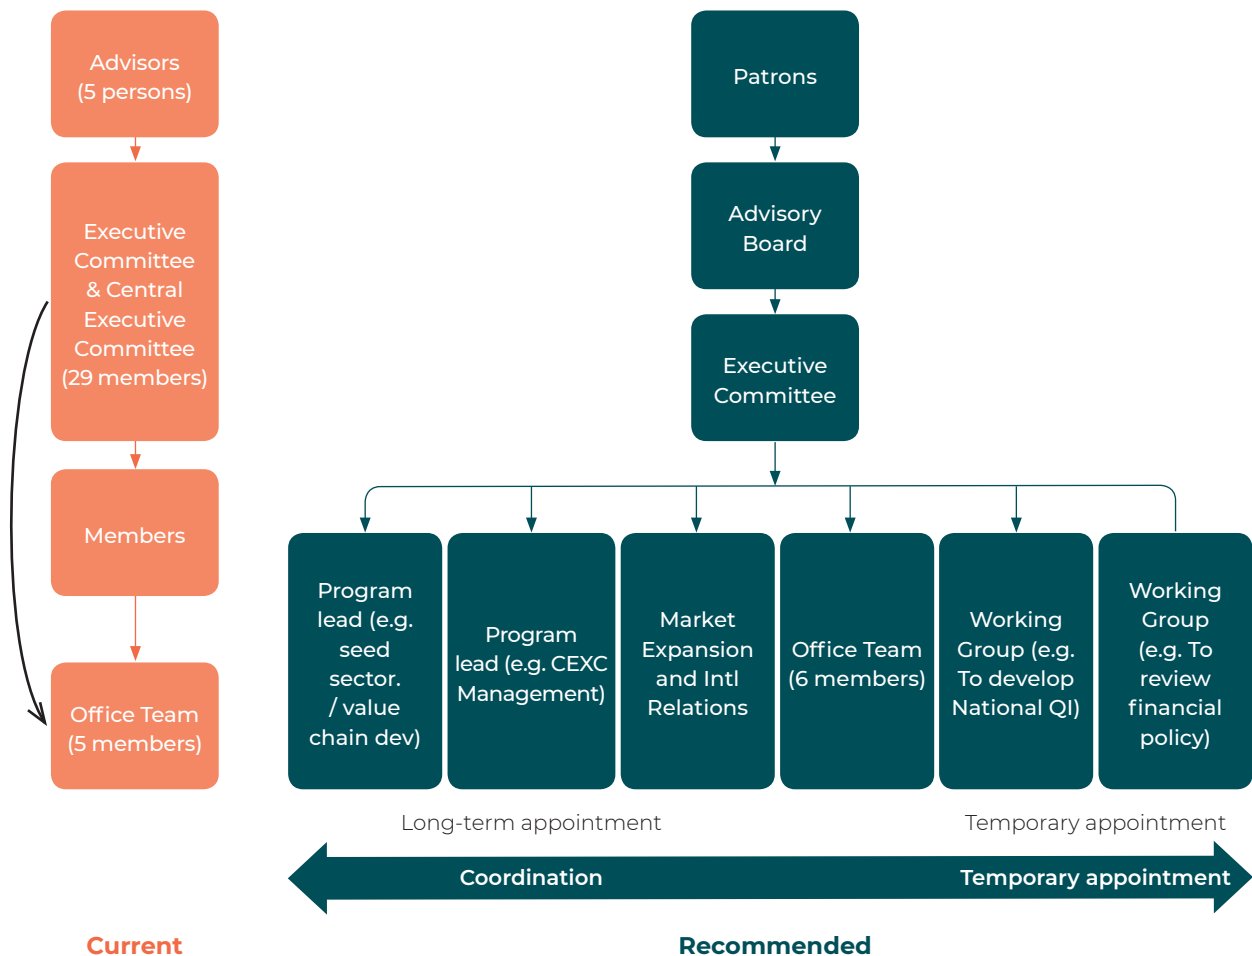 Advisors
(5 persons)
Executive
Committee
& Central
Executive
Committee
(29 members)
Members
Office Team
(5 members)
Current
Patrons
Advisory
Board
Executive
Committee
Program
lead (e.g.
seed
sector.
/ value
chain dev)
Program
lead (e.g. CEXC
Management)
Market
Expansion
and Intl
Relations
Office Team
(6 members)
Working
Group (e.g.
To develop
National QI)
Working
Group
(e.g. To
review
financial
policy)
Long-term appointment
Temporary appointment
Coordination
Temporary appointment
Recommended